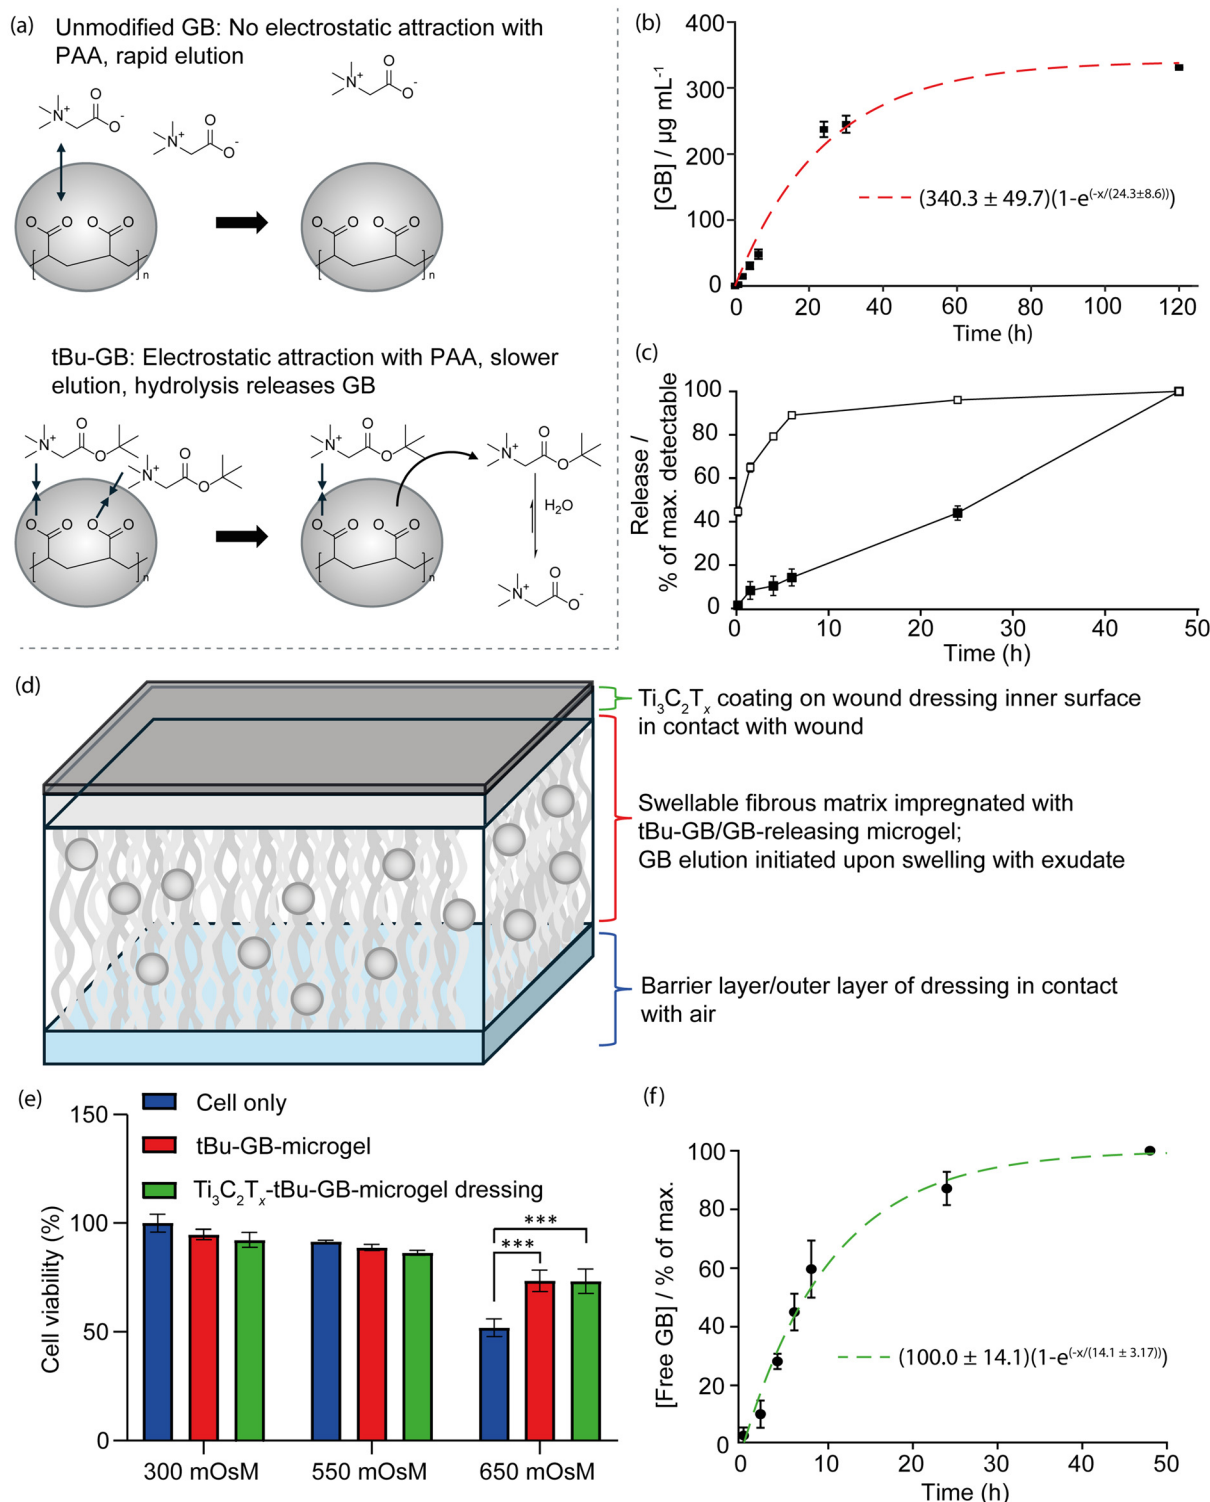 (a)
Unmodified GB: No electrostatic attraction with
PAA, rapid elution
N+
O
O-
N+
O
O-
N+
O
O-
O
O
O
O
n
O
O
O
O
n
tBu-GB: Electrostatic attraction with PAA, slower
elution, hydrolysis releases GB
N+
O
O
N+
O
O
N+
O
O
N+
O
O
H2O
O
O
O
O
n
O
O
O
O
n
N+
O
O-
(b)
400
300
200
100
0
[GB] / µg mL-1
(340.3 ± 49.7)(1-e(-x/(24.3±8.6)))
0 20 40 60 80 100 120
Time (h)
(c)
100
80
60
40
20
0
Release /
% of max. detectable
0 10 20 30 40 50
Time (h)
(d)
Ti3C2Tx coating on wound dressing inner surface
in contact with wound
Swellable fibrous matrix impregnated with
tBu-GB/GB-releasing microgel;
GB elution initiated upon swelling with exudate
Barrier layer/outer layer of dressing in contact
with air
(e)
Cell only
tBu-GB-microgel
Ti3C2Tx-tBu-GB-microgel dressing
150
100
50
0
Cell viability (%)
***
***
300 mOsM 550 mOsM 650 mOsM
(f)
100
80
60
40
20
0
[Free GB] / % of max.
(100.0 ± 14.1)(1-e(-x/(14.1 ± 3.17)))
0 10 20 30 40 50
Time (h)